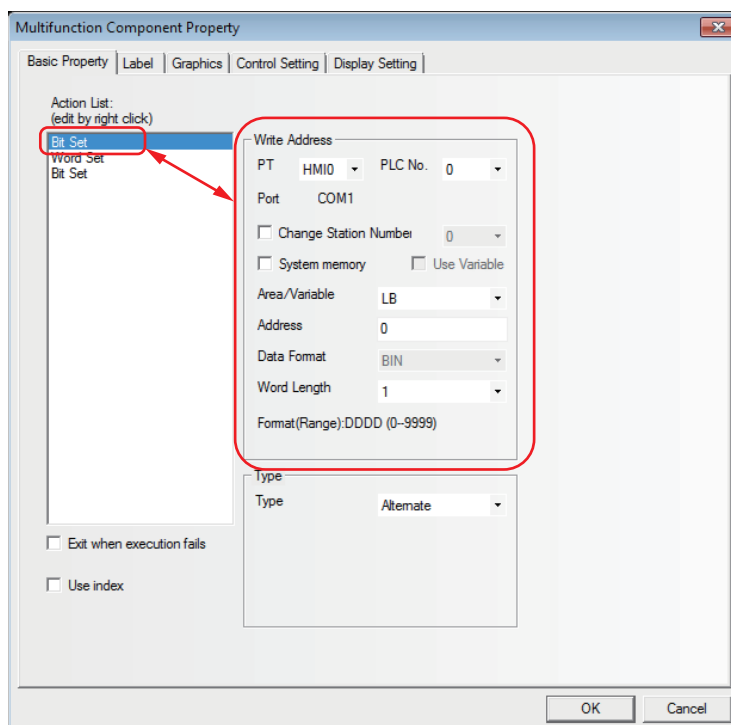 Multifunction Component Property
Basic Property Label Graphics Control Setting Display Setting
Action List:
(edit by right click)
Bit Set
Word Set
Bit Set
Exit when execution fails
Use index
Write Address
PT HMI0 PLC No. 0
Port COM1
Change Station Number 0
System memory Use Variable
Area/Variable LB
Address 0
Data Format BIN
Word Length 1
Format(Range):DDDD (0--9999)
Type
Type Alternate
OK Cancel